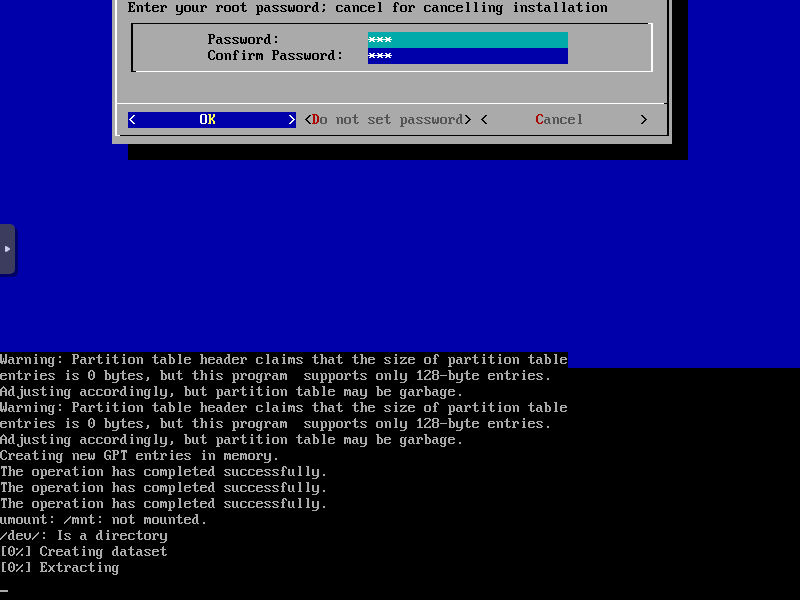 Enter your root password; cancel for cancelling installation
Password: ***
Confirm Password: ***
< OK > <Do not set password> < Cancel >
Warning: Partition table header claims that the size of partition table
entries is 0 bytes, but this program  supports only 128-byte entries.
Adjusting accordingly, but partition table may be garbage.
Warning: Partition table header claims that the size of partition table
entries is 0 bytes, but this program  supports only 128-byte entries.
Adjusting accordingly, but partition table may be garbage.
Creating new GPT entries in memory.
The operation has completed successfully.
The operation has completed successfully.
The operation has completed successfully.
umount: /mnt: not mounted.
/dev/: Is a directory
[0%] Creating dataset
[0%] Extracting